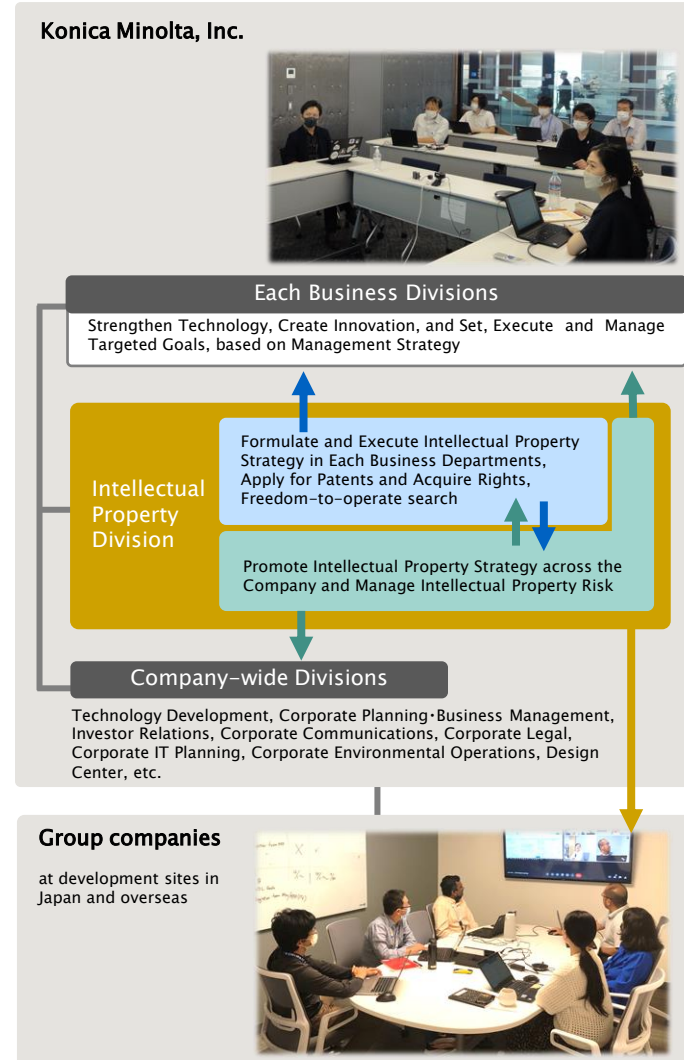 Konica Minolta, Inc.
Each Business Divisions
Strengthen Technology, Create Innovation, and Set, Execute and Manage
Targeted Goals, based on Management Strategy
Intellectual
Property
Division
Formulate and Execute Intellectual Property
Strategy in Each Business Departments,
Apply for Patents and Acquire Rights,
Freedom-to-operate search
Promote Intellectual Property Strategy across the
Company and Manage Intellectual Property Risk
Company-wide Divisions
Technology Development, Corporate Planning・Business Management,
Investor Relations, Corporate Communications, Corporate Legal,
Corporate IT Planning, Corporate Environmental Operations, Design
Center, etc.
Group companies
at development sites in
Japan and overseas